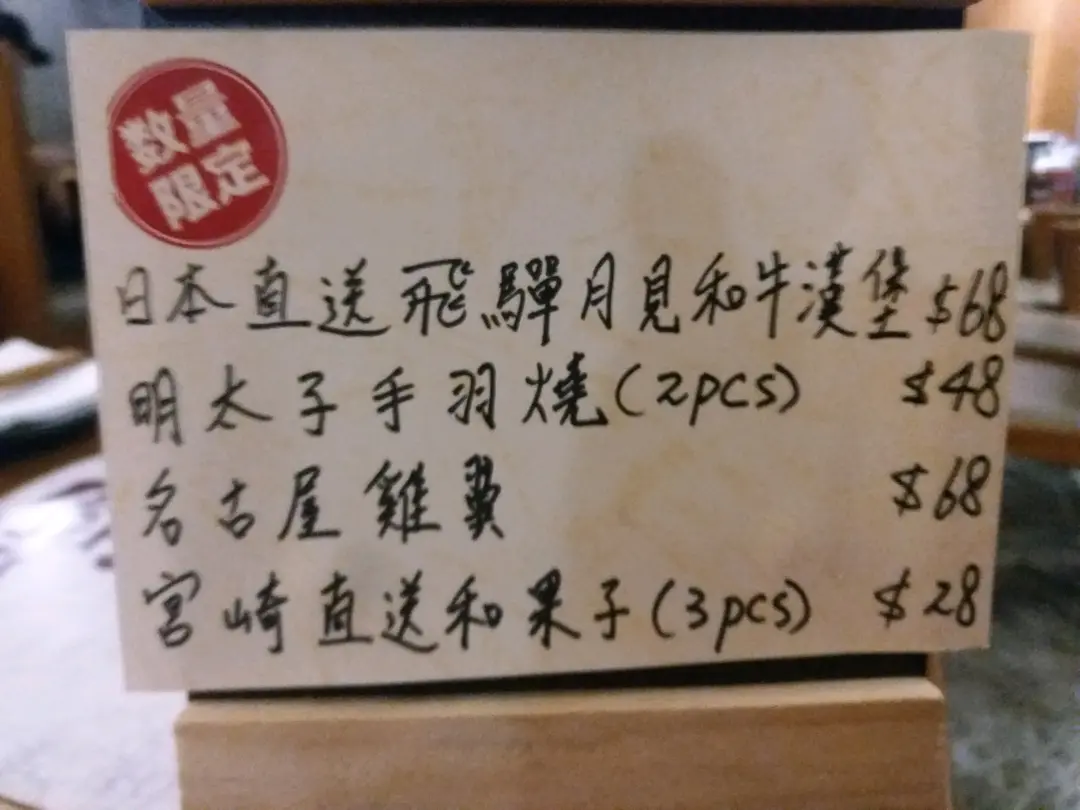 数量
限定
日本直送飛驒月見和牛漢堡 $68
明太子手羽燒(2pcs) $48
名古屋雞翼 $68
宮崎直送和果子(3pcs) $28